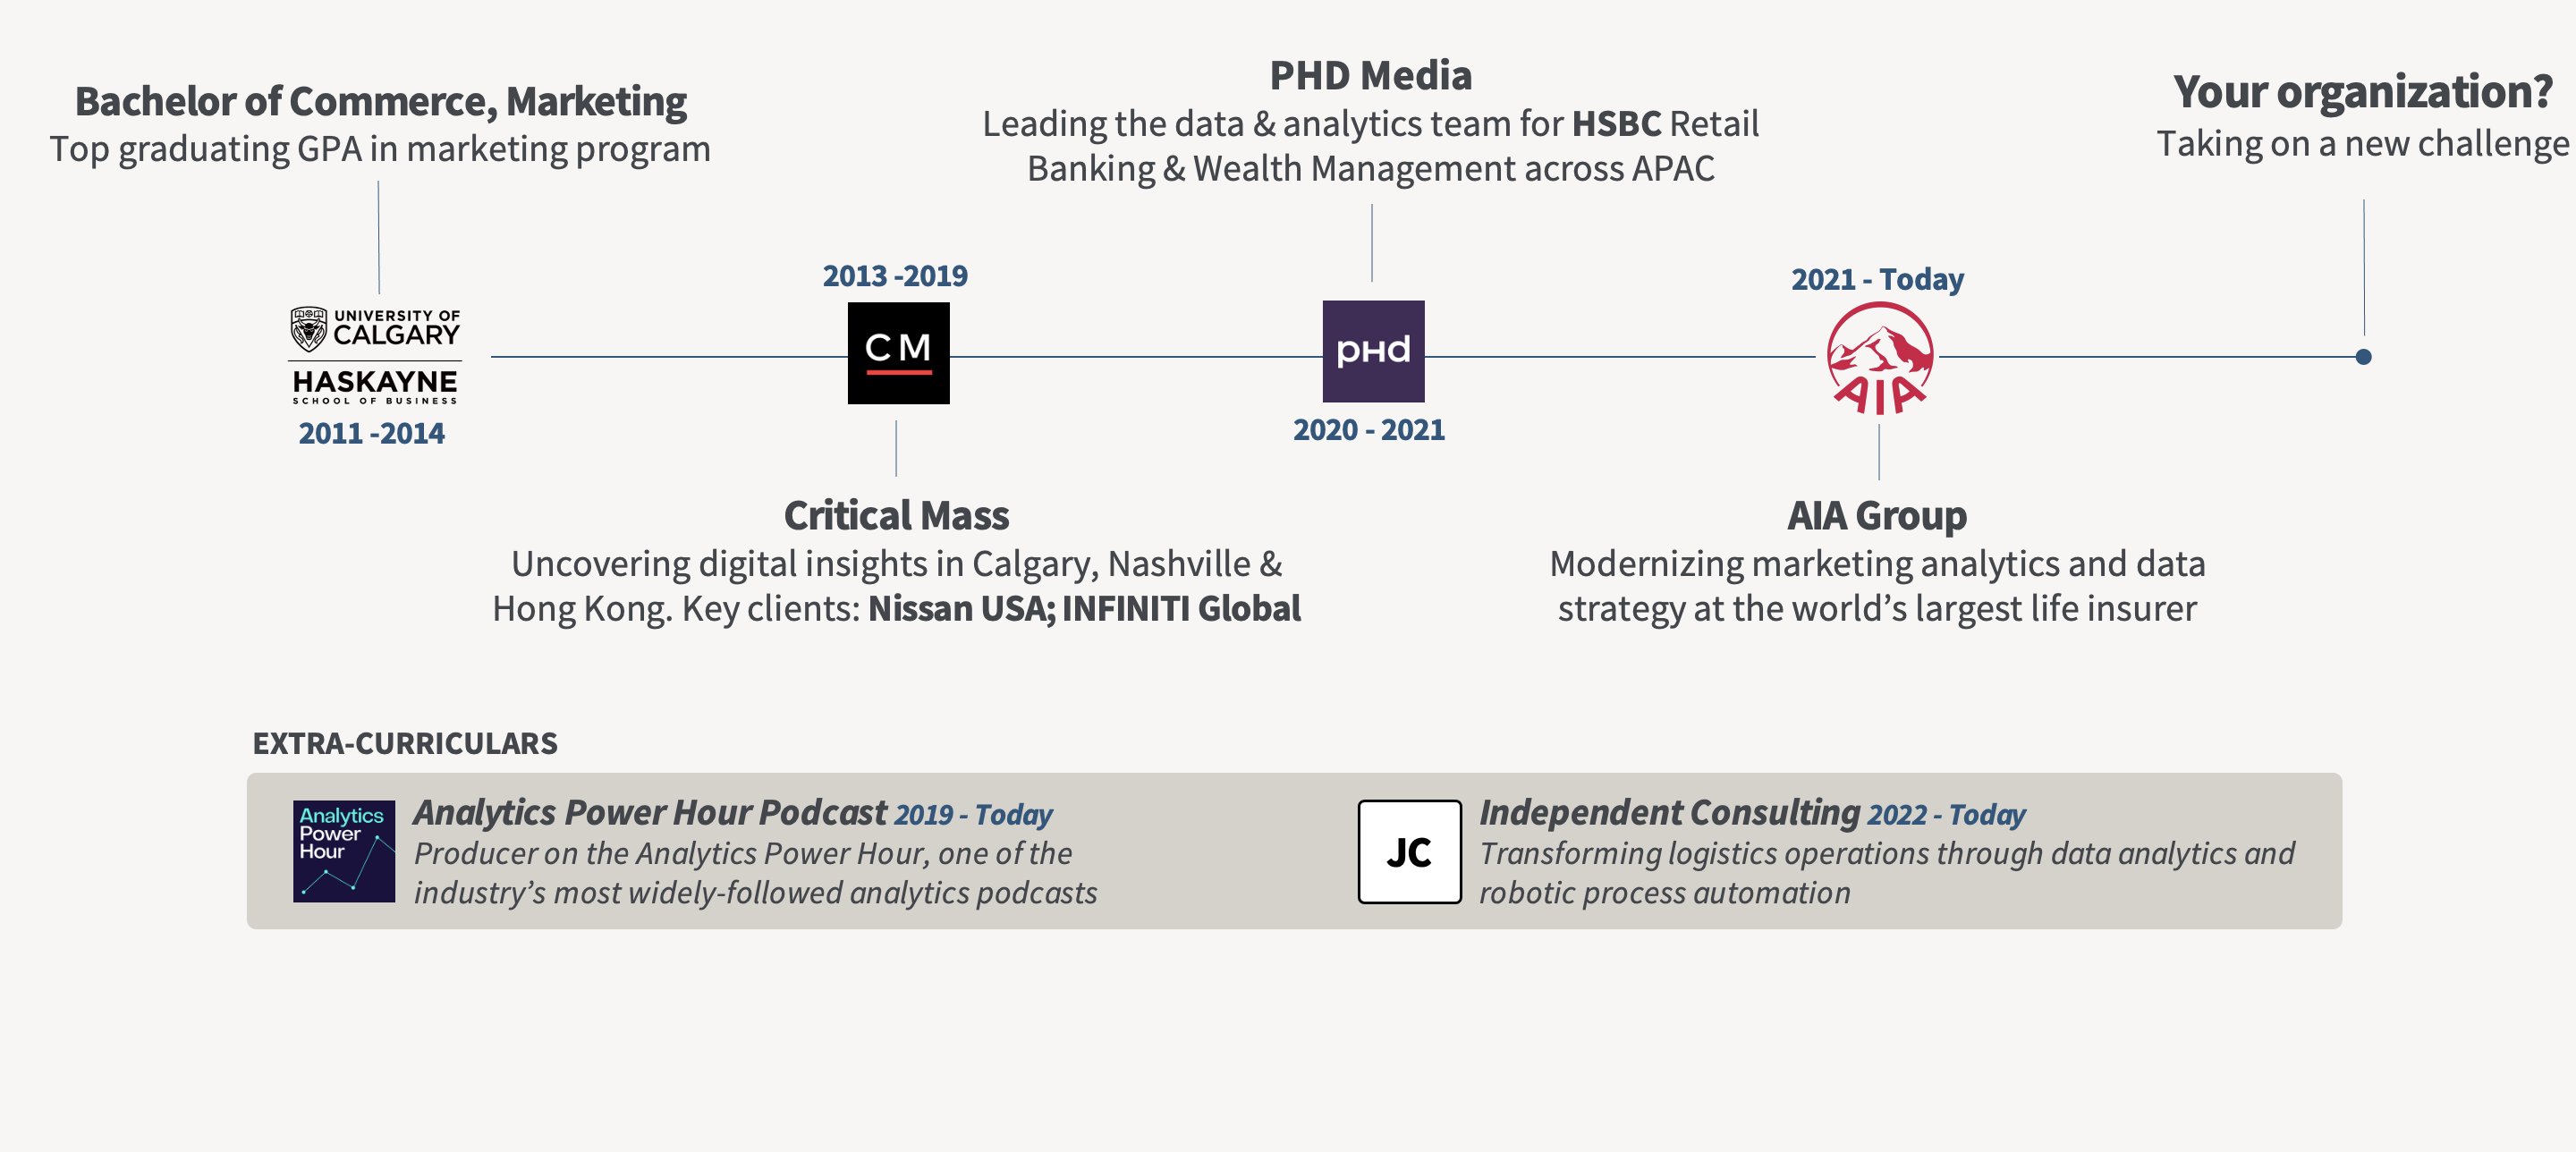 Bachelor of Commerce, Marketing
Top graduating GPA in marketing program
UNIVERSITY OF
CALGARY
HASKAYNE
SCHOOL OF BUSINESS
2011 -2014
2013 -2019
CM
Critical Mass
Uncovering digital insights in Calgary, Nashville &
Hong Kong. Key clients: Nissan USA; INFINITI Global
PHD Media
Leading the data & analytics team for HSBC Retail
Banking & Wealth Management across APAC
pHd
2020 - 2021
2021 - Today
AIA
AIA Group
Modernizing marketing analytics and data
strategy at the world’s largest life insurer
Your organization?
Taking on a new challenge
EXTRA-CURRICULARS
Analytics
Power
Hour
Analytics Power Hour Podcast 2019 - Today
Producer on the Analytics Power Hour, one of the
industry’s most widely-followed analytics podcasts
JC
Independent Consulting 2022 - Today
Transforming logistics operations through data analytics and
robotic process automation